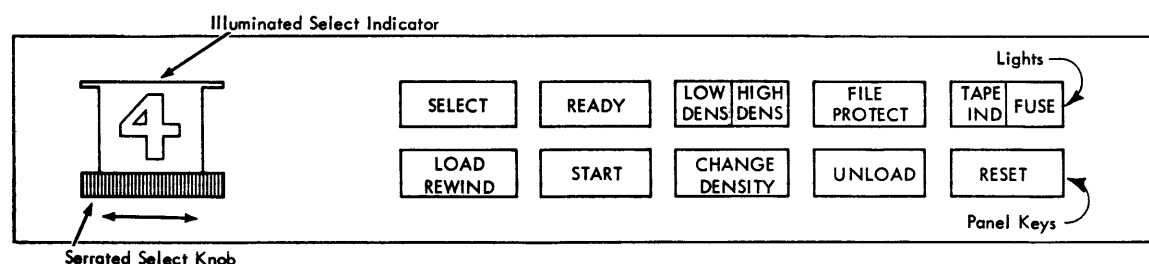 Illuminated Select Indicator
Lights
4
SELECT
READY
LOW DENS
HIGH DENS
FILE PROTECT
TAPE IND
FUSE
LOAD REWIND
START
CHANGE DENSITY
UNLOAD
RESET
Panel Keys
Serrated Select Knob